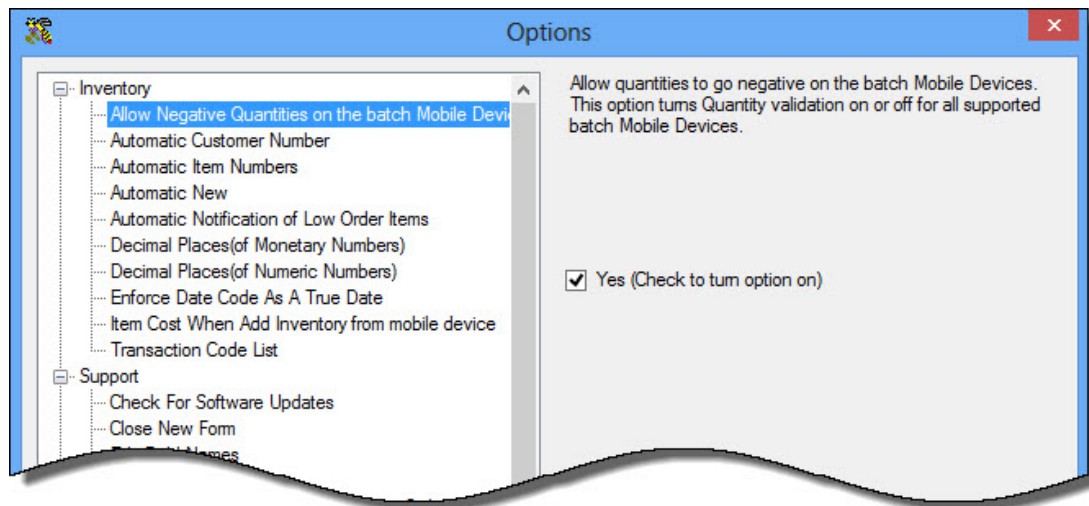 Options
Inventory
Allow Negative Quantities on the batch Mobile Devi
Automatic Customer Number
Automatic Item Numbers
Automatic New
Automatic Notification of Low Order Items
Decimal Places(of Monetary Numbers)
Decimal Places(of Numeric Numbers)
Enforce Date Code As A True Date
Item Cost When Add Inventory from mobile device
Transaction Code List
Support
Check For Software Updates
Close New Form
Names
Allow quantities to go negative on the batch Mobile Devices.
This option turns Quantity validation on or off for all supported
batch Mobile Devices.
Yes (Check to turn option on)